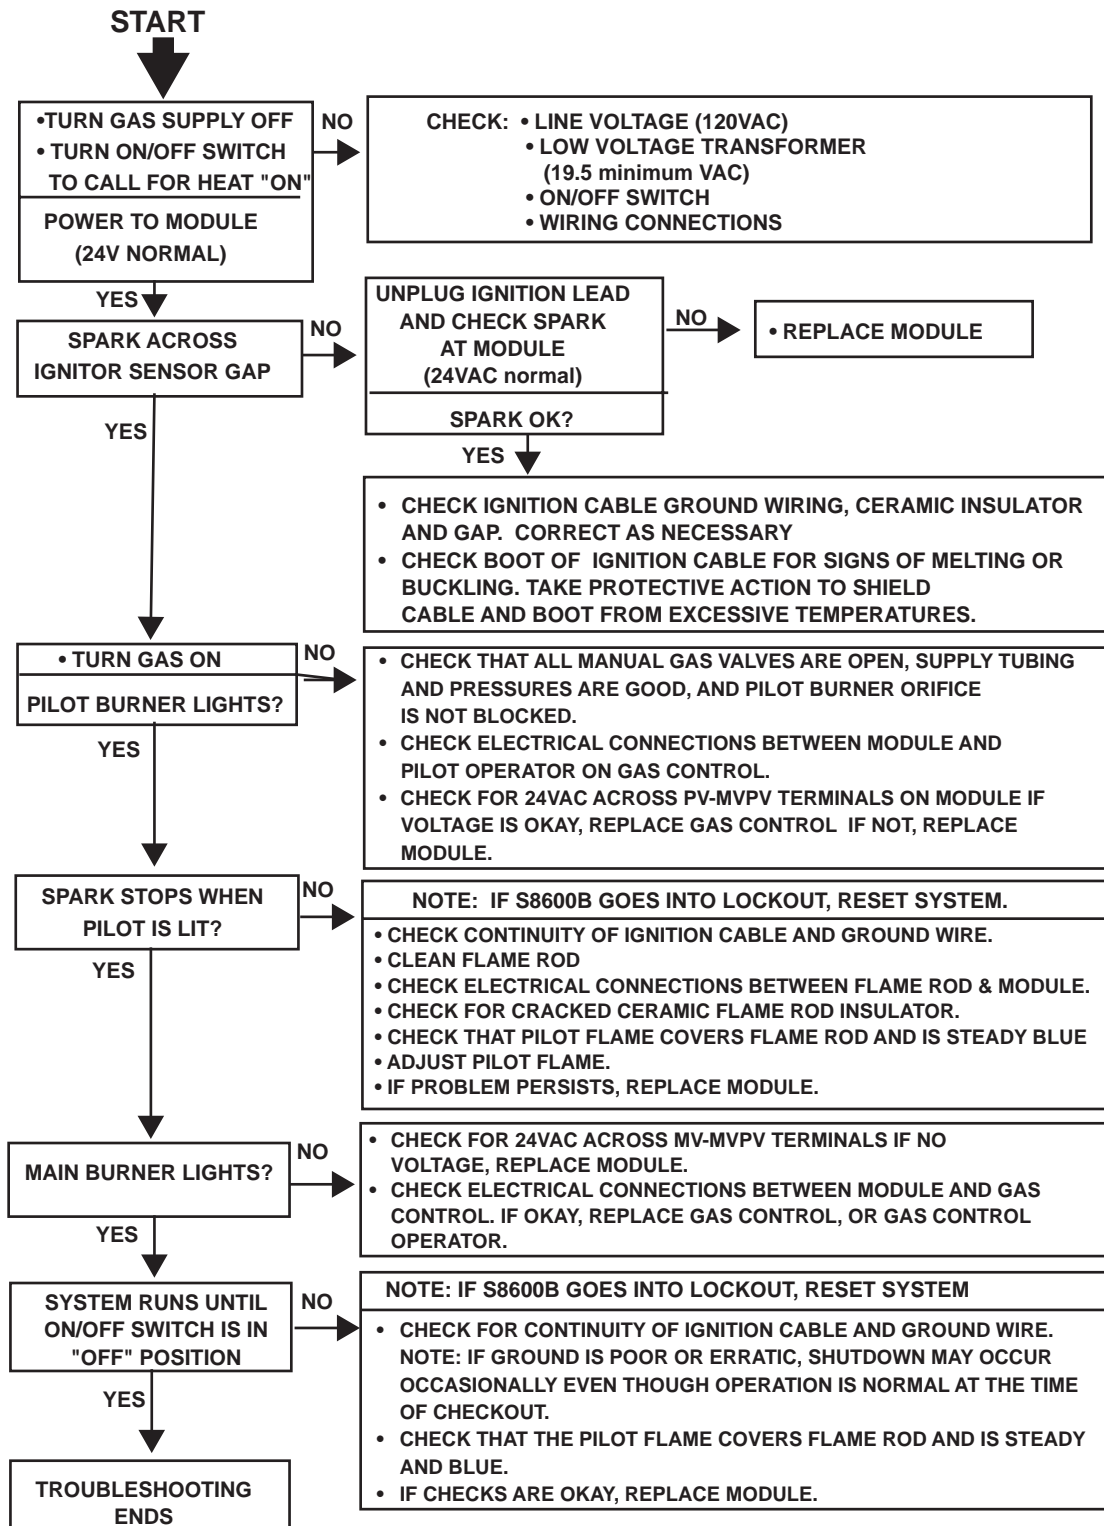 START
•TURN GAS SUPPLY OFF
• TURN ON/OFF SWITCH
TO CALL FOR HEAT "ON"
POWER TO MODULE
(24V NORMAL)
NO
CHECK: • LINE VOLTAGE (120VAC)
• LOW VOLTAGE TRANSFORMER
(19.5 minimum VAC)
• ON/OFF SWITCH
• WIRING CONNECTIONS
YES
SPARK ACROSS
IGNITOR SENSOR GAP
NO
UNPLUG IGNITION LEAD
AND CHECK SPARK
AT MODULE
(24VAC normal)
SPARK OK?
NO
• REPLACE MODULE
YES
• CHECK IGNITION CABLE GROUND WIRING, CERAMIC INSULATOR
AND GAP. CORRECT AS NECESSARY
• CHECK BOOT OF IGNITION CABLE FOR SIGNS OF MELTING OR
BUCKLING. TAKE PROTECTIVE ACTION TO SHIELD
CABLE AND BOOT FROM EXCESSIVE TEMPERATURES.
YES
• TURN GAS ON
PILOT BURNER LIGHTS?
NO
• CHECK THAT ALL MANUAL GAS VALVES ARE OPEN, SUPPLY TUBING
AND PRESSURES ARE GOOD, AND PILOT BURNER ORIFICE
IS NOT BLOCKED.
• CHECK ELECTRICAL CONNECTIONS BETWEEN MODULE AND
PILOT OPERATOR ON GAS CONTROL.
• CHECK FOR 24VAC ACROSS PV-MVPV TERMINALS ON MODULE IF
VOLTAGE IS OKAY, REPLACE GAS CONTROL IF NOT, REPLACE
MODULE.
YES
SPARK STOPS WHEN
PILOT IS LIT?
NO
NOTE: IF S8600B GOES INTO LOCKOUT, RESET SYSTEM.
• CHECK CONTINUITY OF IGNITION CABLE AND GROUND WIRE.
• CLEAN FLAME ROD
• CHECK ELECTRICAL CONNECTIONS BETWEEN FLAME ROD & MODULE.
• CHECK FOR CRACKED CERAMIC FLAME ROD INSULATOR.
• CHECK THAT PILOT FLAME COVERS FLAME ROD AND IS STEADY BLUE
• ADJUST PILOT FLAME.
• IF PROBLEM PERSISTS, REPLACE MODULE.
YES
MAIN BURNER LIGHTS?
NO
• CHECK FOR 24VAC ACROSS MV-MVPV TERMINALS IF NO
VOLTAGE, REPLACE MODULE.
• CHECK ELECTRICAL CONNECTIONS BETWEEN MODULE AND GAS
CONTROL. IF OKAY, REPLACE GAS CONTROL, OR GAS CONTROL
OPERATOR.
YES
SYSTEM RUNS UNTIL
ON/OFF SWITCH IS IN
"OFF" POSITION
NO
NOTE: IF S8600B GOES INTO LOCKOUT, RESET SYSTEM
• CHECK FOR CONTINUITY OF IGNITION CABLE AND GROUND WIRE.
NOTE: IF GROUND IS POOR OR ERRATIC, SHUTDOWN MAY OCCUR
OCCASIONALLY EVEN THOUGH OPERATION IS NORMAL AT THE TIME
OF CHECKOUT.
• CHECK THAT THE PILOT FLAME COVERS FLAME ROD AND IS STEADY
AND BLUE.
• IF CHECKS ARE OKAY, REPLACE MODULE.
YES
TROUBLESHOOTING
ENDS